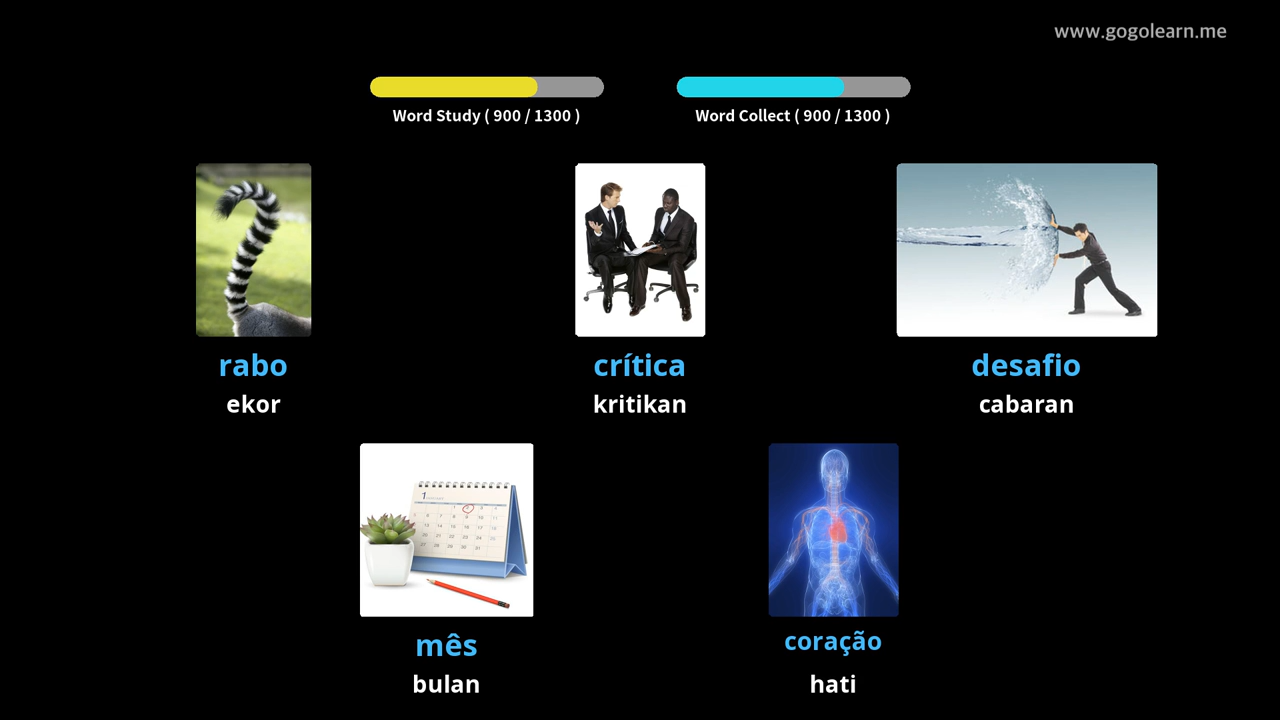 www.gogolearn.me
Word Study ( 900 / 1300 )
Word Collect ( 900 / 1300 )
rabo
ekor
crítica
kritikan
desafio
cabaran
mês
bulan
coração
hati